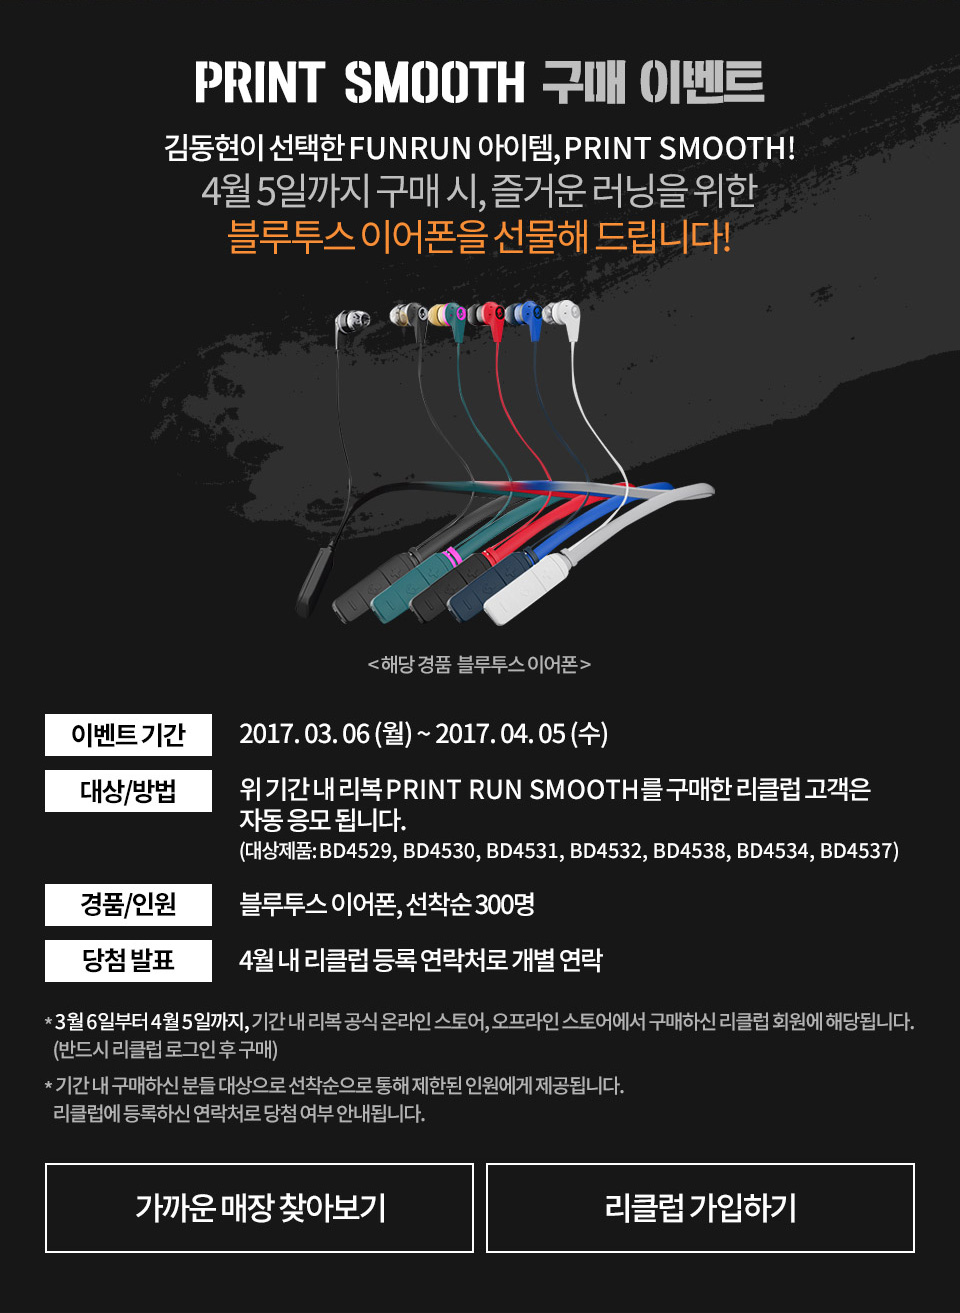 PRINT SMOOTH 구매 이벤트
김동현이 선택한 FUNRUN 아이템, PRINT SMOOTH!
4월 5일까지 구매 시, 즐거운 러닝을 위한
블루투스 이어폰을 선물해 드립니다!
<해당 경품 블루투스 이어폰>
이벤트 기간
2017. 03. 06 (월) ~ 2017. 04. 05 (수)
대상/방법
위 기간 내 리복 PRINT RUN SMOOTH를 구매한 리클럽 고객은
자동 응모 됩니다.
(대상제품: BD4529, BD4530, BD4531, BD4532, BD4538, BD4534, BD4537)
경품/인원
블루투스 이어폰, 선착순 300명
당첨 발표
4월 내 리클럽 등록 연락처로 개별 연락
* 3월 6일부터 4월 5일까지, 기간 내 리복 공식 온라인 스토어, 오프라인 스토어에서 구매하신 리클럽 회원에 해당됩니다.
(반드시 리클럽 로그인 후 구매)
* 기간 내 구매하신 분들 대상으로 선착순으로 통해 제한된 인원에게 제공됩니다.
리클럽에 등록하신 연락처로 당첨 여부 안내됩니다.
가까운 매장 찾아보기
리클럽 가입하기